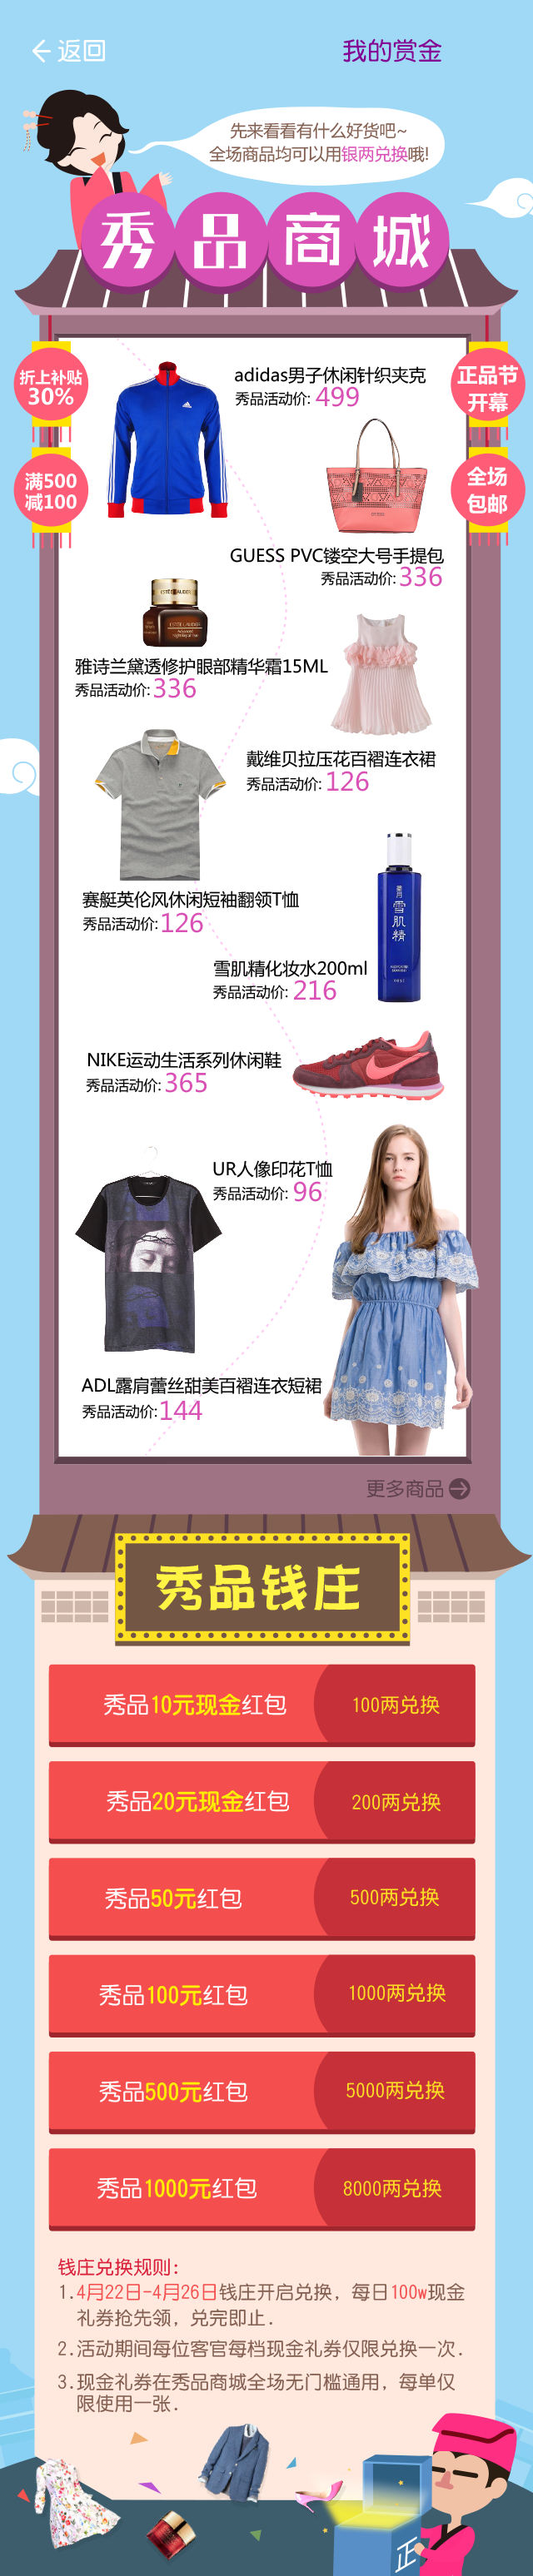 返回
我的赏金
先来看看有什么好货吧~
全场商品均可以用银两兑换哦!
秀品商城
折上补贴
30%
正品节
开幕
满500
减100
全场
包邮
adidas男子休闲针织夹克
秀品活动价: 499
GUESS PVC镂空大号手提包
秀品活动价: 336
雅诗兰黛透修护眼部精华霜15ML
秀品活动价: 336
戴维贝拉压花百褶连衣裙
秀品活动价: 126
赛艇英伦风休闲短袖翻领T恤
秀品活动价: 126
雪肌精
雪肌精化妆水200ml
秀品活动价: 216
NIKE运动生活系列休闲鞋
秀品活动价: 365
UR人像印花T恤
秀品活动价: 96
ADL露肩蕾丝甜美百褶连衣短裙
秀品活动价: 144
更多商品
秀品钱庄
秀品10元现金红包
100两兑换
秀品20元现金红包
200两兑换
秀品50元红包
500两兑换
秀品100元红包
1000两兑换
秀品500元红包
5000两兑换
秀品1000元红包
8000两兑换
钱庄兑换规则:
1.4月22日-4月26日钱庄开启兑换, 每日100w现金
礼券抢先领, 兑完即止.
2.活动期间每位客官每档现金礼券仅限兑换一次.
3.现金礼券在秀品商城全场无门槛通用, 每单仅
限使用一张.
正